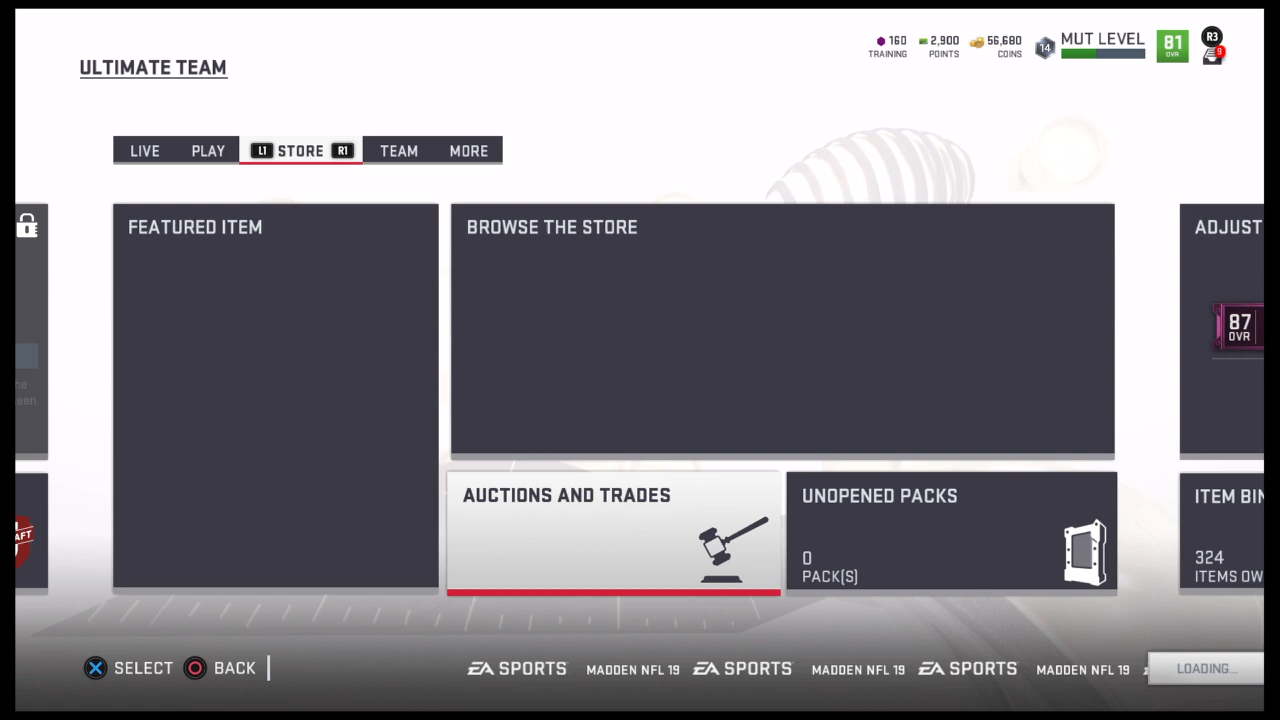 160
TRAINING
2,900
POINTS
56,680
COINS
14
MUT LEVEL
81
OVR
R3
9
ULTIMATE TEAM
LIVE
PLAY
L1 STORE R1
TEAM
MORE
FEATURED ITEM
BROWSE THE STORE
ADJUST
87
OVR
AUCTIONS AND TRADES
UNOPENED PACKS
0
PACK(S)
ITEM BIN
324
ITEMS OW
SELECT
BACK
EA SPORTS MADDEN NFL 19 EA SPORTS MADDEN NFL 19 EA SPORTS MADDEN NFL 19
LOADING...